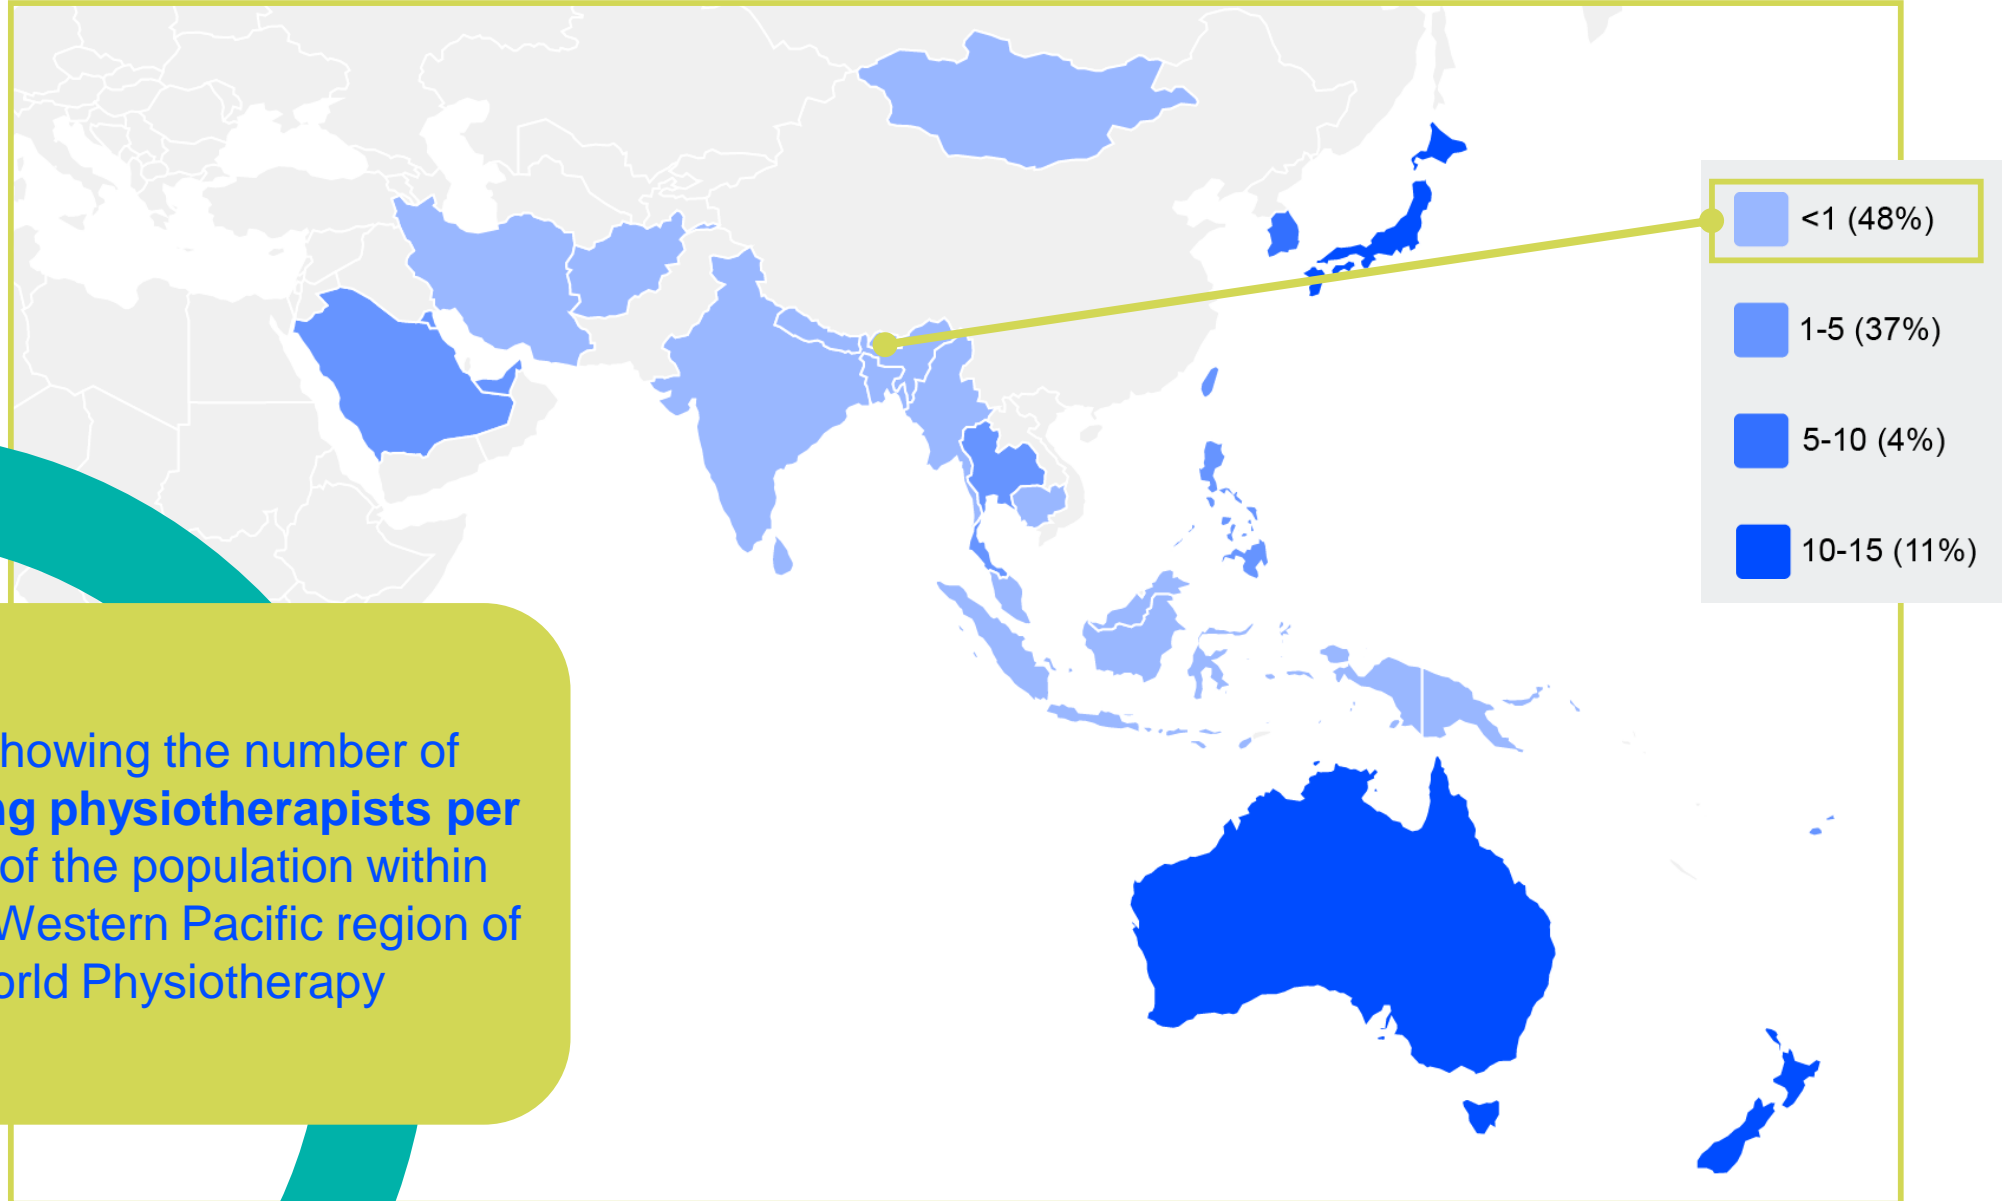 <1 (48%)
1-5 (37%)
5-10 (4%)
10-15 (11%)
howing the number of
physiotherapists per
of the population within
Western Pacific region of
Physiotherapy